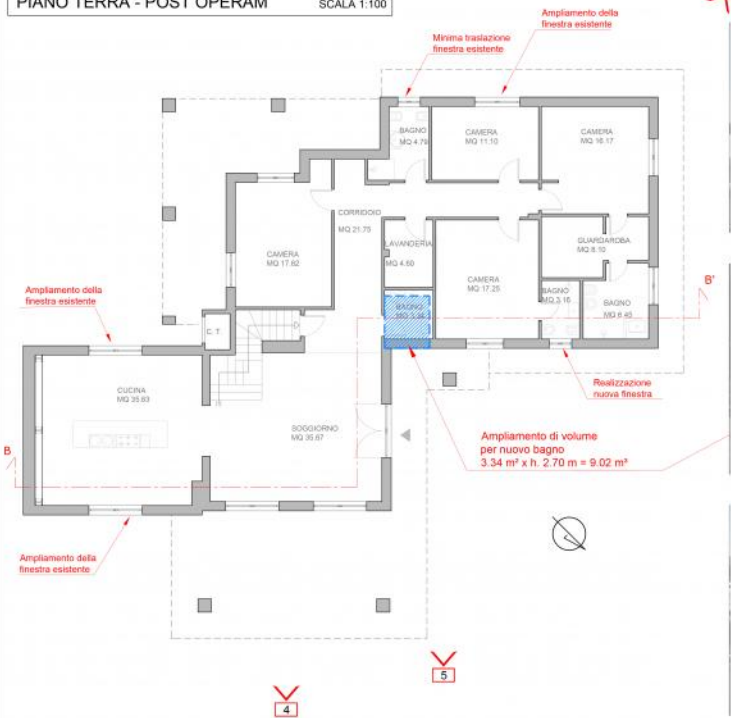 PIANO TERRA - POST OPERAM SCALA 1:100
Ampliamento della
finestra esistente
Minima traslazione
finestra esistente
BAGNO
MQ 4.79
CAMERA
MQ 11.10
CAMERA
MQ 16.17
CORRIDOIO
MQ 21.75
LAVANDERIA
MQ 4.60
GUARDAROBA
MQ 6.10
CAMERA
MQ 17.62
CAMERA
MQ 17.25
BAGNO
MQ 3.16
BAGNO
MQ 6.45
BAGNO
MQ 3.34
B'
Ampliamento della
finestra esistente
C.T.
CUCINA
MQ 35.63
SOGGIORNO
MQ 35.67
Realizzazione
nuova finestra
Ampliamento di volume
per nuovo bagno
3.34 m² x h. 2.70 m = 9.02 m³
B
Ampliamento della
finestra esistente
5
4